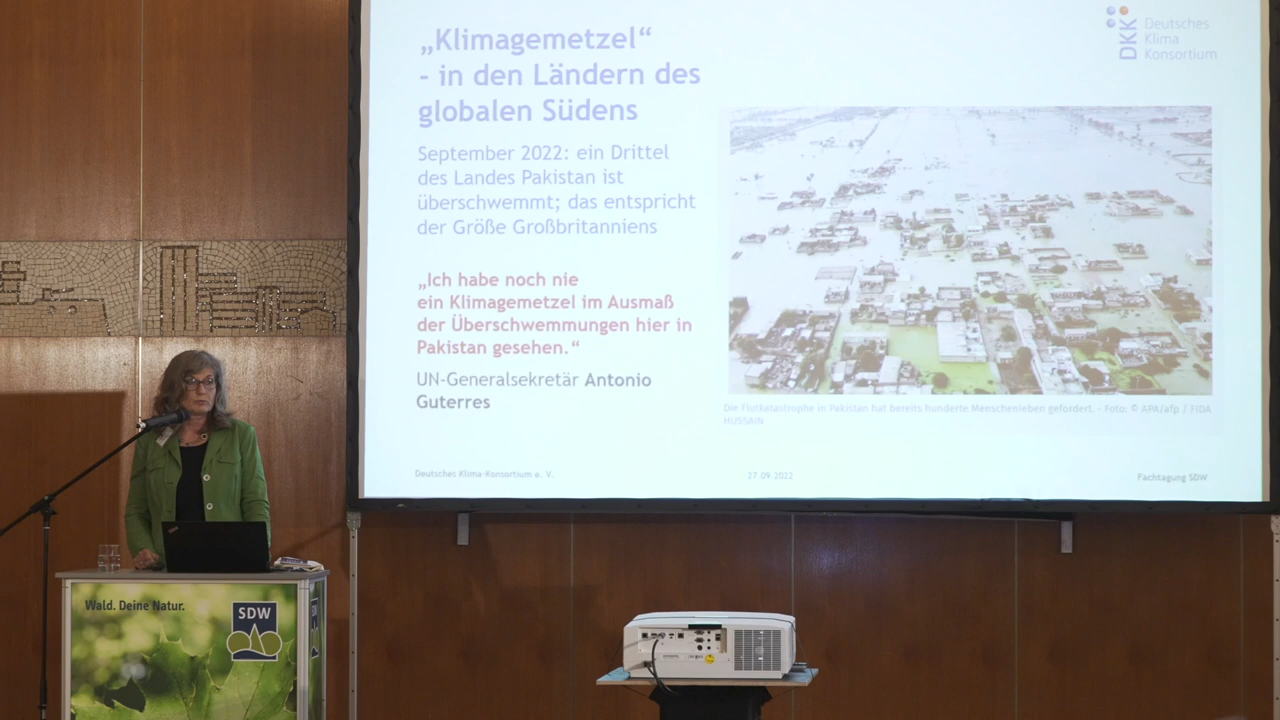 „Klimagemetzel“
- in den Ländern des
globalen Südens
September 2022: ein Drittel
des Landes Pakistan ist
überschwemmt; das entspricht
der Größe Großbritanniens
„Ich habe noch nie
ein Klimagemetzel im Ausmaß
der Überschwemmungen hier in
Pakistan gesehen.“
UN-Generalsekretär Antonio
Guterres
DKK
Deutsches
Klima
Konsortium
Die Flutkatastrophe in Pakistan hat bereits hunderte Menschenleben gefordert. - Foto: © APA/afp / FIDA
HUSSAIN
Deutsches Klima-Konsortium e. V.
27.09.2022
Fachtagung SDW
Wald. Deine Natur.
SDW